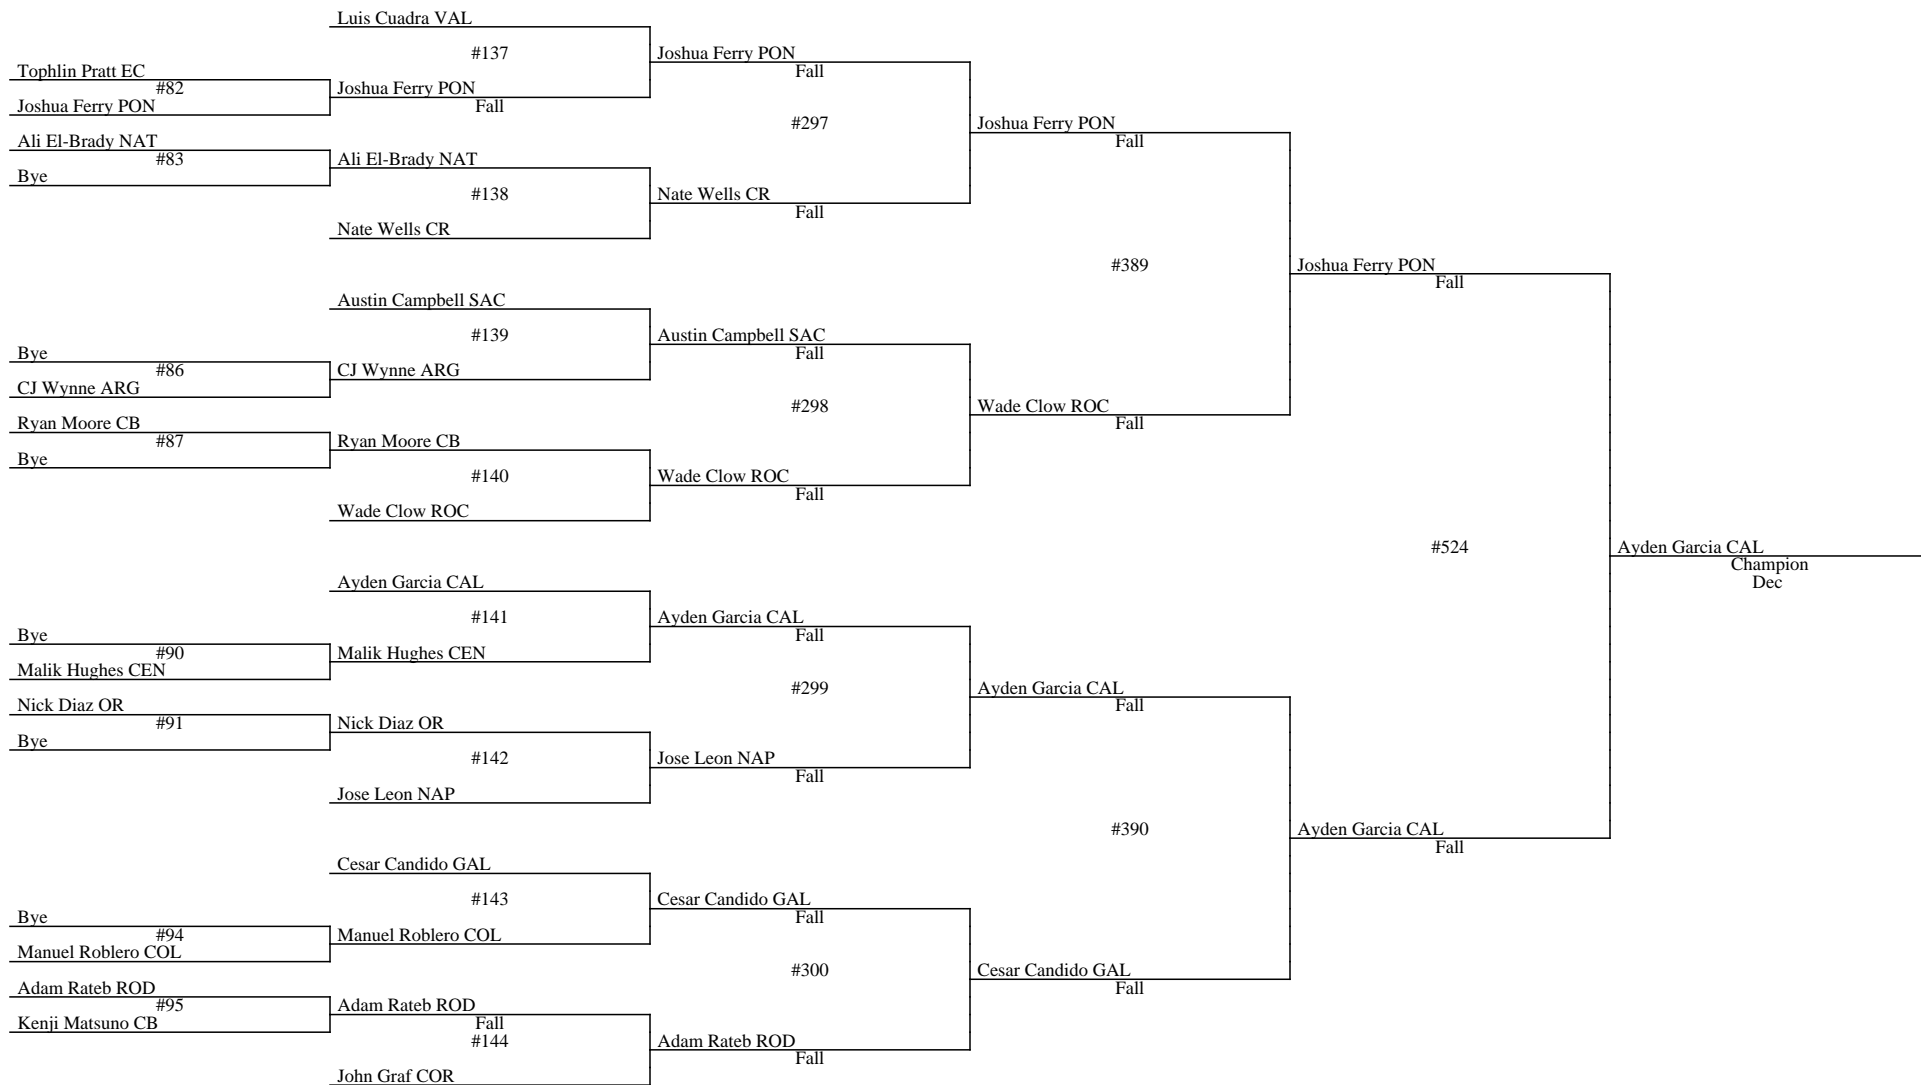 Luis Cuadra VAL
#137
Joshua Ferry PON
Fall
Tophlin Pratt EC
#82
Joshua Ferry PON
Joshua Ferry PON
Fall
#297
Joshua Ferry PON
Fall
Ali El-Brady NAT
#83
Bye
Ali El-Brady NAT
#138
Nate Wells CR
Fall
Nate Wells CR
#389
Joshua Ferry PON
Fall
Austin Campbell SAC
#139
Austin Campbell SAC
Fall
Bye
#86
CJ Wynne ARG
CJ Wynne ARG
#298
Wade Clow ROC
Fall
Ryan Moore CB
#87
Bye
Ryan Moore CB
#140
Wade Clow ROC
Fall
Wade Clow ROC
#524
Ayden Garcia CAL
Champion
Dec
Ayden Garcia CAL
#141
Ayden Garcia CAL
Fall
Bye
#90
Malik Hughes CEN
Malik Hughes CEN
#299
Ayden Garcia CAL
Fall
Nick Diaz OR
#91
Bye
Nick Diaz OR
#142
Jose Leon NAP
Fall
Jose Leon NAP
#390
Ayden Garcia CAL
Fall
Cesar Candido GAL
#143
Cesar Candido GAL
Fall
Bye
#94
Manuel Roblero COL
Manuel Roblero COL
#300
Cesar Candido GAL
Fall
Adam Rateb ROD
#95
Kenji Matsuno CB
Adam Rateb ROD
Fall
#144
Adam Rateb ROD
Fall
John Graf COR